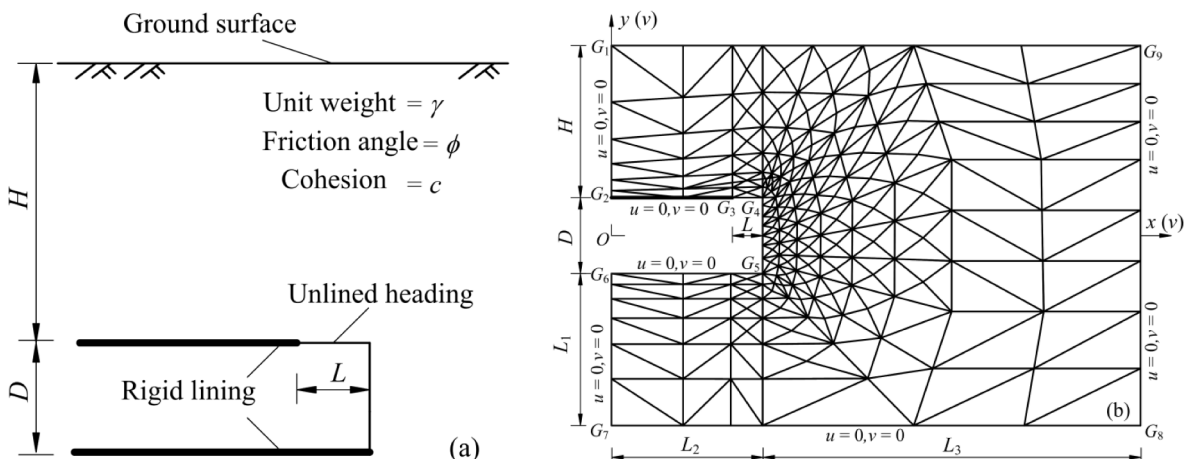 Ground surface
Unit weight = γ
Friction angle = ϕ
Cohesion = c
H
Unlined heading
D
Rigid lining
L
(a)
y (v)
G₁
G₉
H
u = 0, v = 0
u = 0, v = 0
G₂
u = 0, v = 0
G₃
G₄
D
O
L
x (v)
u = 0, v = 0
G₆
G₅
L₁
u = 0, v = 0
u = 0, v = 0
(b)
G₇
u = 0, v = 0
G₈
L₂
L₃